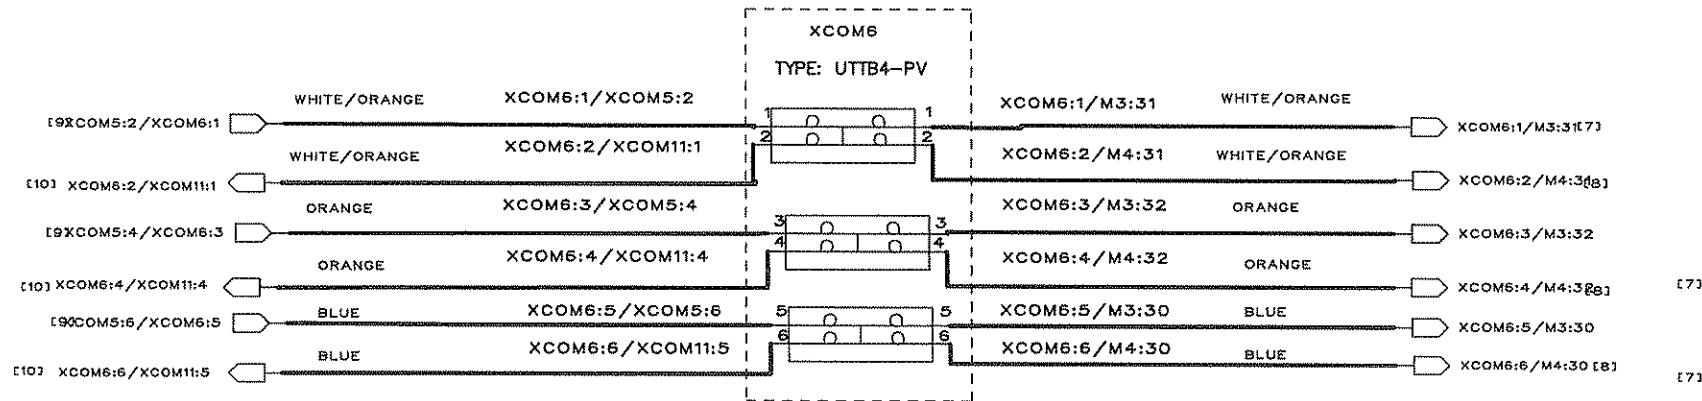 XCOM6
TYPE: UTTB4-PV
WHITE/ORANGE XCOM6:1/XCOM5:2 1 1 XCOM6:1/M3:31 WHITE/ORANGE
[9]XCOM5:2/XCOM6:1 XCOM6:1/M3:31[7]
WHITE/ORANGE XCOM6:2/XCOM11:1 2 2 XCOM6:2/M4:31 WHITE/ORANGE
[10] XCOM6:2/XCOM11:1 XCOM6:2/M4:31[8]
ORANGE XCOM6:3/XCOM5:4 3 3 XCOM6:3/M3:32 ORANGE
[9]XCOM5:4/XCOM6:3 XCOM6:3/M3:32
ORANGE XCOM6:4/XCOM11:4 4 4 XCOM6:4/M4:32 ORANGE
[10] XCOM6:4/XCOM11:4 XCOM6:4/M4:32[8] [7]
BLUE XCOM6:5/XCOM5:6 5 5 XCOM6:5/M3:30 BLUE
[9]XCOM5:6/XCOM6:5 XCOM6:5/M3:30
BLUE XCOM6:6/XCOM11:5 6 6 XCOM6:6/M4:30 BLUE
[10] XCOM6:6/XCOM11:5 XCOM6:6/M4:30 [8] [7]